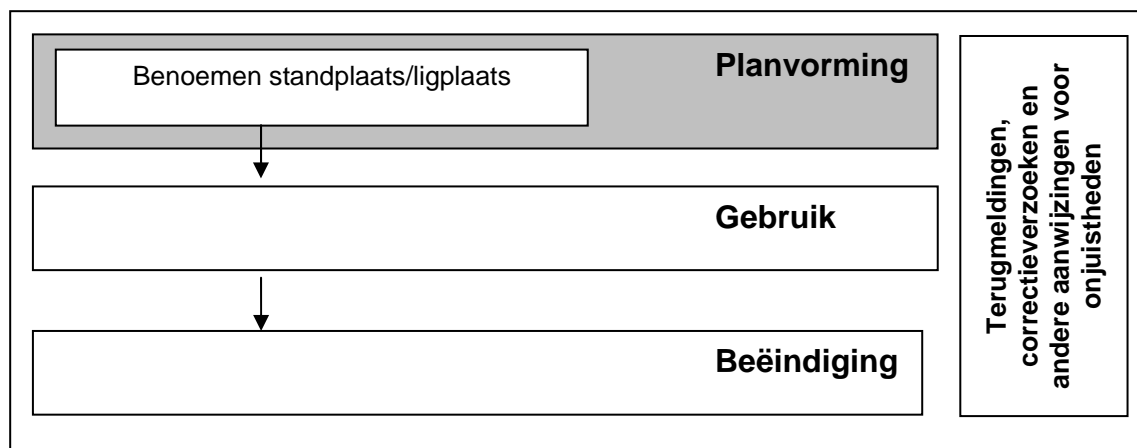 Planvorming
Benoemen standplaats/ligplaats
Gebruik
Beëindiging
Terugmeldingen,
correctieverzoeken en
andere aanwijzingen voor
onjuistheden